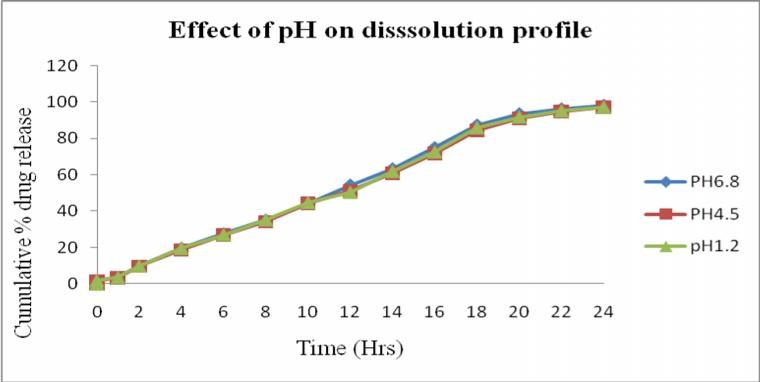 Effect of pH on disssolution profile
Cumulative % drug release
120
100
80
60
40
20
0
0 2 4 6 8 10 12 14 16 18 20 22 24
Time (Hrs)
PH6.8
PH4.5
pH1.2